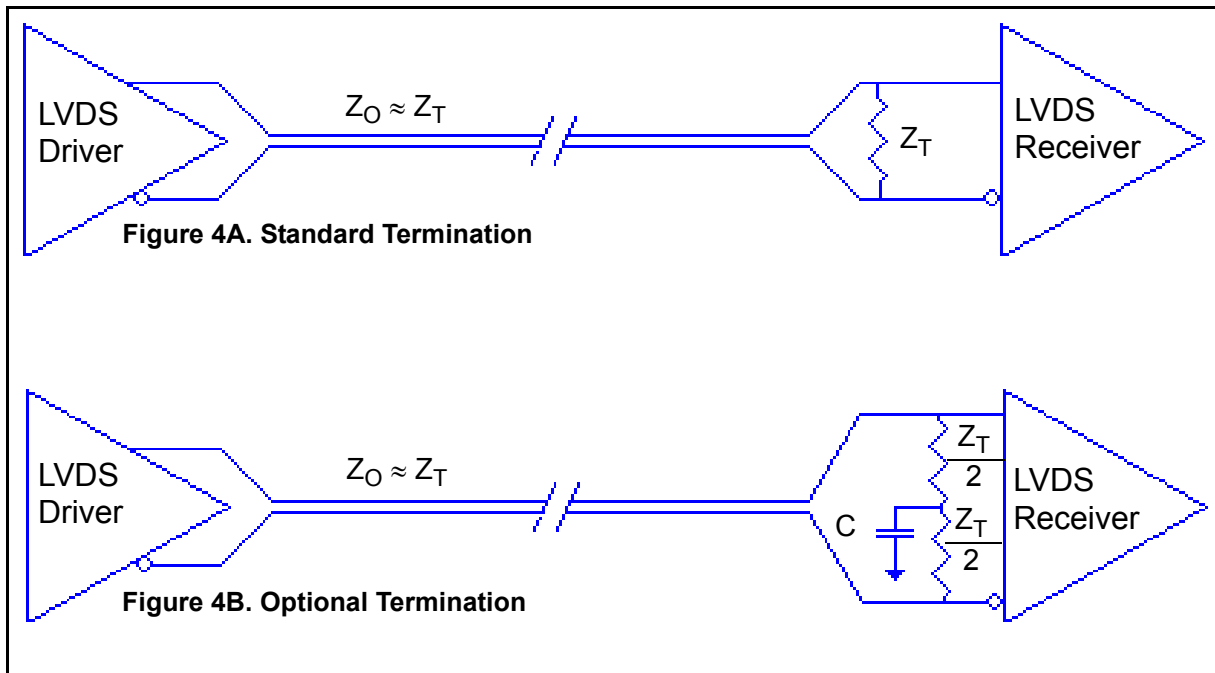 LVDS
Driver
Z_O ≈ Z_T
Z_T
LVDS
Receiver
Figure 4A. Standard Termination
LVDS
Driver
Z_O ≈ Z_T
C
Z_T
2
Z_T
2
LVDS
Receiver
Figure 4B. Optional Termination